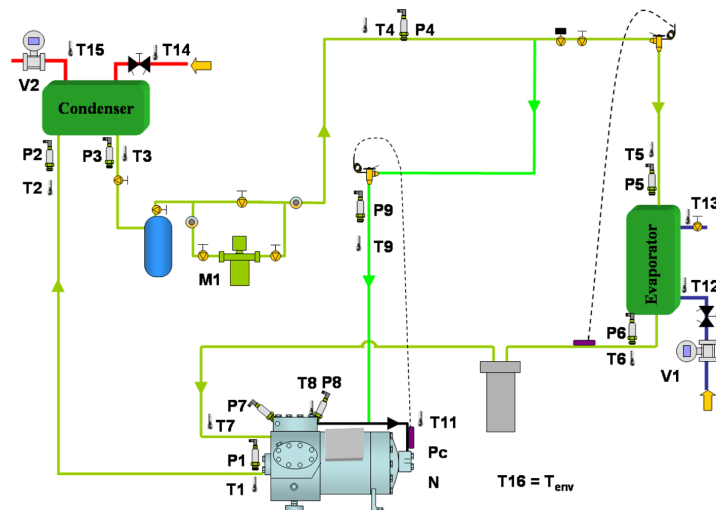 T15
T14
T4
P4
V2
Condenser
P2
P3
T3
T2
T5
P5
P9
T9
T13
M1
Evaporator
T12
P6
T6
V1
T8
P8
P7
T7
T11
P1
Pc
T1
N
T16 = Tenv